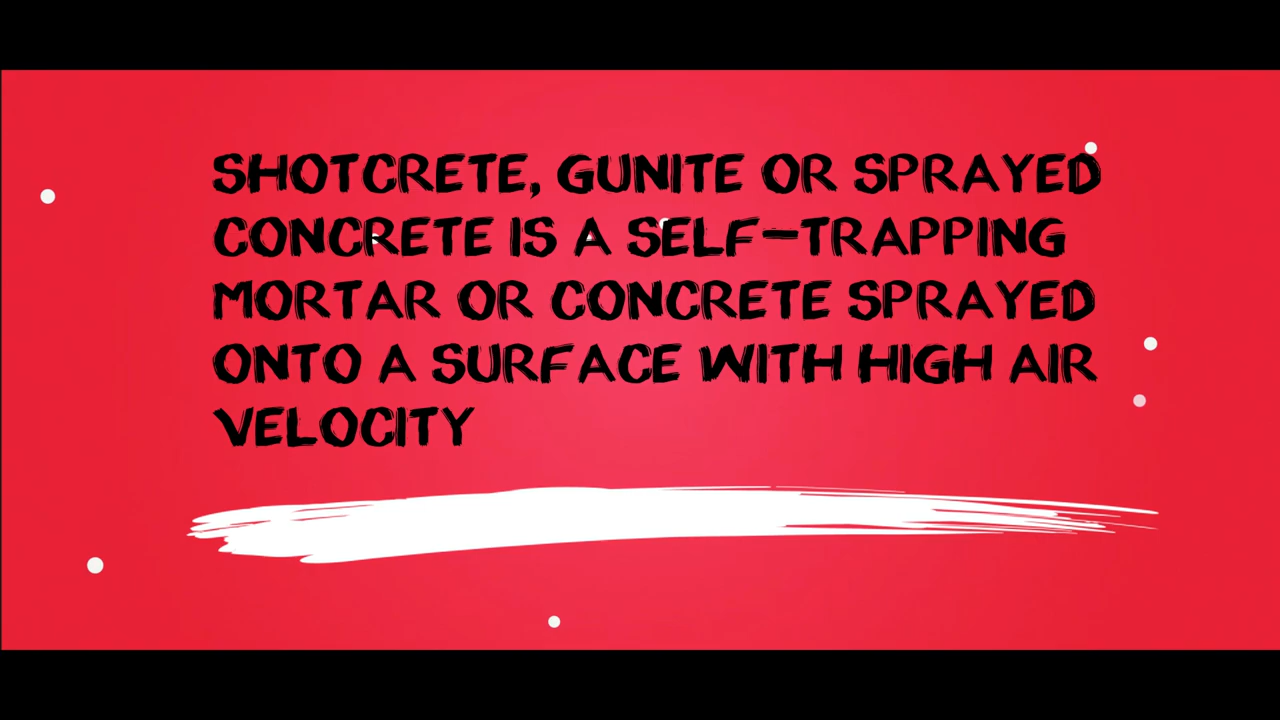 SHOTCRETE, GUNITE OR SPRAYED
CONCRETE IS A SELF-TRAPPING
MORTAR OR CONCRETE SPRAYED
ONTO A SURFACE WITH HIGH AIR
VELOCITY